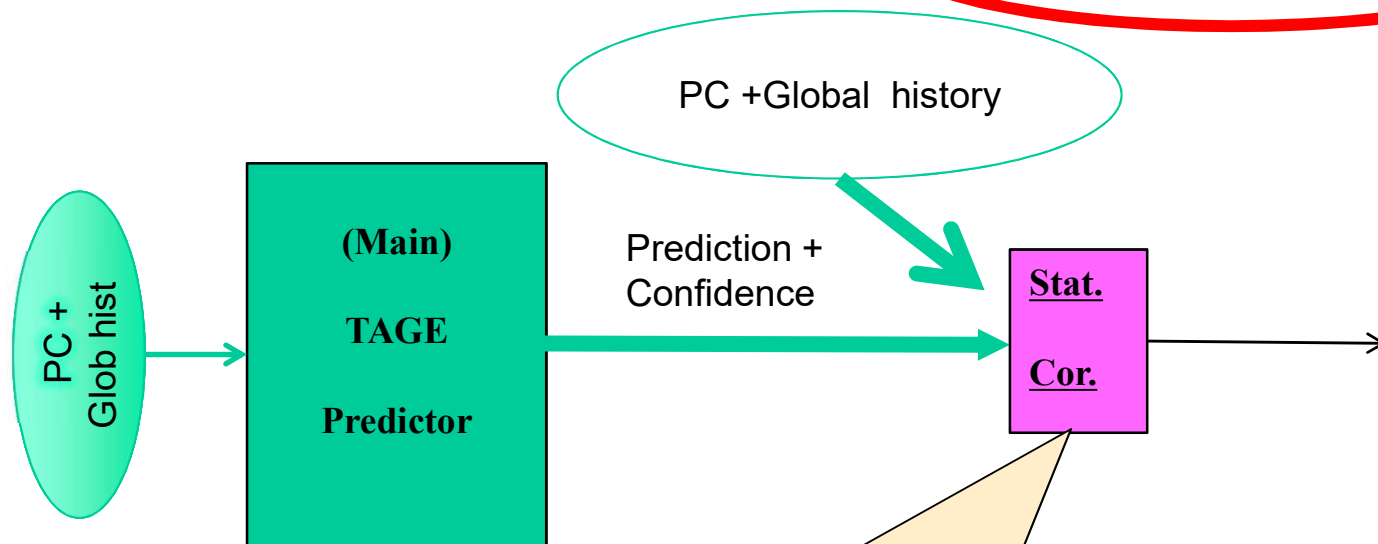 PC +Global  history
PC +
Glob hist
(Main)
TAGE
Predictor
Prediction +
Confidence
Stat.
Cor.